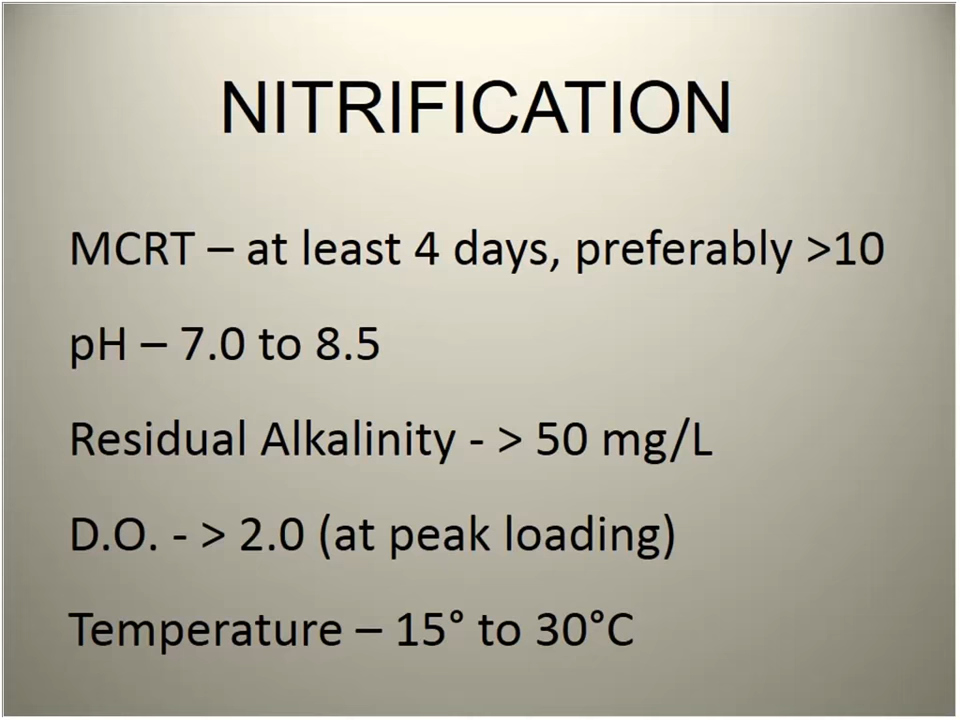 NITRIFICATION
MCRT – at least 4 days, preferably >10
pH – 7.0 to 8.5
Residual Alkalinity - > 50 mg/L
D.O. - > 2.0 (at peak loading)
Temperature – 15° to 30°C